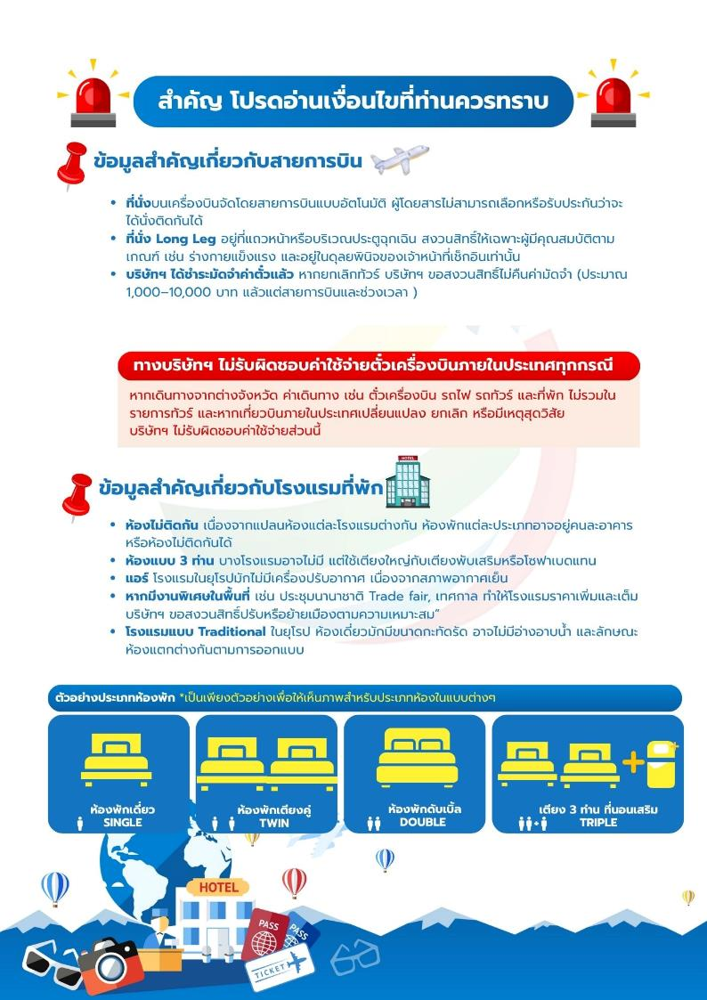 สำคัญ โปรดอ่านเงื่อนไขที่ท่านควรทราบ
ข้อมูลสำคัญเกี่ยวกับสายการบิน
• ที่นั่งบนเครื่องบินจัดโดยสายการบินแบบอัตโนมัติ ผู้โดยสารไม่สามารถเลือกหรือรับประกันว่าจะ
ได้นั่งติดกันได้
• ที่นั่ง Long Leg อยู่ที่แถวหน้าหรือบริเวณประตูฉุกเฉิน สงวนสิทธิ์ให้เฉพาะผู้มีคุณสมบัติตาม
เกณฑ์ เช่น ร่างกายแข็งแรง และอยู่ในดุลยพินิจของเจ้าหน้าที่เช็กอินเท่านั้น
• บริษัทฯ ได้ชำระมัดจำค่าตั๋วแล้ว หากยกเลิกทัวร์ บริษัทฯ ขอสงวนสิทธิ์ไม่คืนค่ามัดจำ (ประมาณ
1,000–10,000 บาท แล้วแต่สายการบินและช่วงเวลา )
ทางบริษัทฯ ไม่รับผิดชอบค่าใช้จ่ายตั๋วเครื่องบินภายในประเทศทุกกรณี
หากเดินทางจากต่างจังหวัด ค่าเดินทาง เช่น ตั๋วเครื่องบิน รถไฟ รถทัวร์ และที่พัก ไม่รวมใน
รายการทัวร์ และหากเที่ยวบินภายในประเทศเปลี่ยนแปลง ยกเลิก หรือมีเหตุสุดวิสัย
บริษัทฯ ไม่รับผิดชอบค่าใช้จ่ายส่วนนี้
ข้อมูลสำคัญเกี่ยวกับโรงแรมที่พัก
HOTEL
• ห้องไม่ติดกัน เนื่องจากแปลนห้องแต่ละโรงแรมต่างกัน ห้องพักแต่ละประเภทอาจอยู่คนละอาคาร
หรือห้องไม่ติดกันได้
• ห้องแบบ 3 ท่าน บางโรงแรมอาจไม่มี แต่ใช้เตียงใหญ่กับเตียงพับเสริมหรือโซฟาเบดแทน
• แอร์ โรงแรมในยุโรปมักไม่มีเครื่องปรับอากาศ เนื่องจากสภาพอากาศเย็น
• หากมีงานพิเศษในพื้นที่ เช่น ประชุมนานาชาติ Trade fair, เทศกาล ทำให้โรงแรมราคาเพิ่มและเต็ม
บริษัทฯ ขอสงวนสิทธิ์ปรับหรือย้ายเมืองตามความเหมาะสม”
• โรงแรมแบบ Traditional ในยุโรป ห้องเดี่ยวมักมีขนาดกะทัดรัด อาจไม่มีอ่างอาบน้ำ และลักษณะ
ห้องแตกต่างกันตามการออกแบบ
ตัวอย่างประเภทห้องพัก *เป็นเพียงตัวอย่างเพื่อให้เห็นภาพสำหรับประเภทห้องในแบบต่างๆ
ห้องพักเดี่ยว
SINGLE
ห้องพักเตียงคู่
TWIN
ห้องพักดับเบิ้ล
DOUBLE
เตียง 3 ท่าน ที่นอนเสริม
TRIPLE
HOTEL
PASS
PASS
TICKET